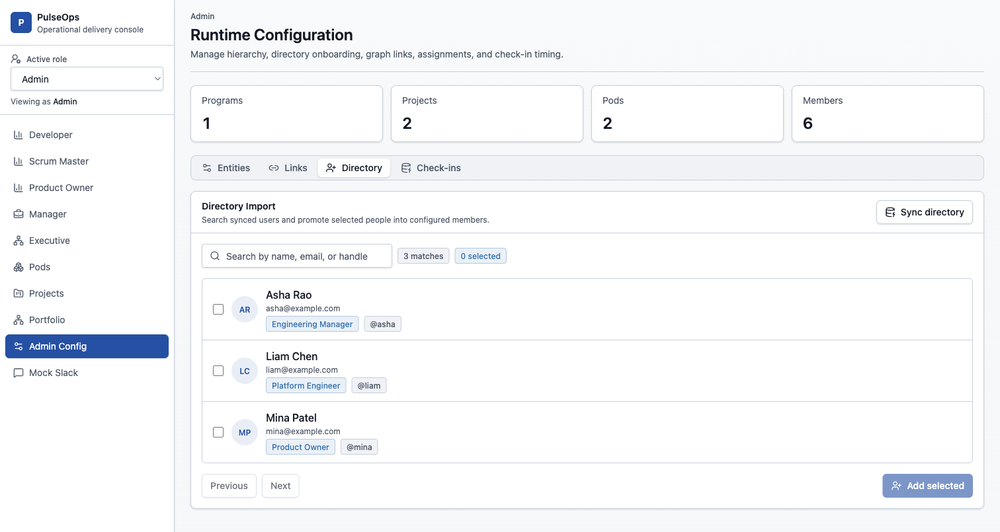 P
PulseOps
Operational delivery console
Active role
Admin
Viewing as Admin
Developer
Scrum Master
Product Owner
Manager
Executive
Pods
Projects
Portfolio
Admin Config
Mock Slack
Admin
Runtime Configuration
Manage hierarchy, directory onboarding, graph links, assignments, and check-in timing.
Programs
1
Projects
2
Pods
2
Members
6
Entities
Links
Directory
Check-ins
Directory Import
Search synced users and promote selected people into configured members.
Sync directory
Search by name, email, or handle
3 matches
0 selected
AR
Asha Rao
asha@example.com
Engineering Manager
@asha
LC
Liam Chen
liam@example.com
Platform Engineer
@liam
MP
Mina Patel
mina@example.com
Product Owner
@mina
Previous
Next
Add selected